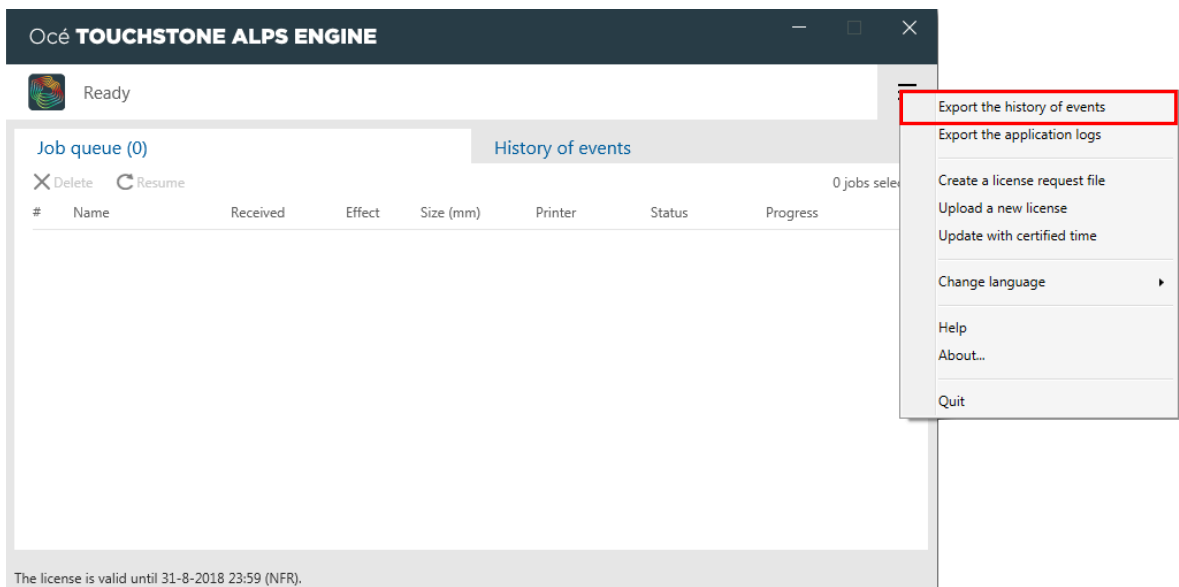 Océ TOUCHSTONE ALPS ENGINE
Ready
Export the history of events
Export the application logs
Create a license request file
Upload a new license
Update with certified time
Change language
Help
About...
Quit
Job queue (0)
History of events
Delete
Resume
0 jobs
# Name Received Effect Size (mm) Printer Status Progress
The license is valid until 31-8-2018 23:59 (NFR).